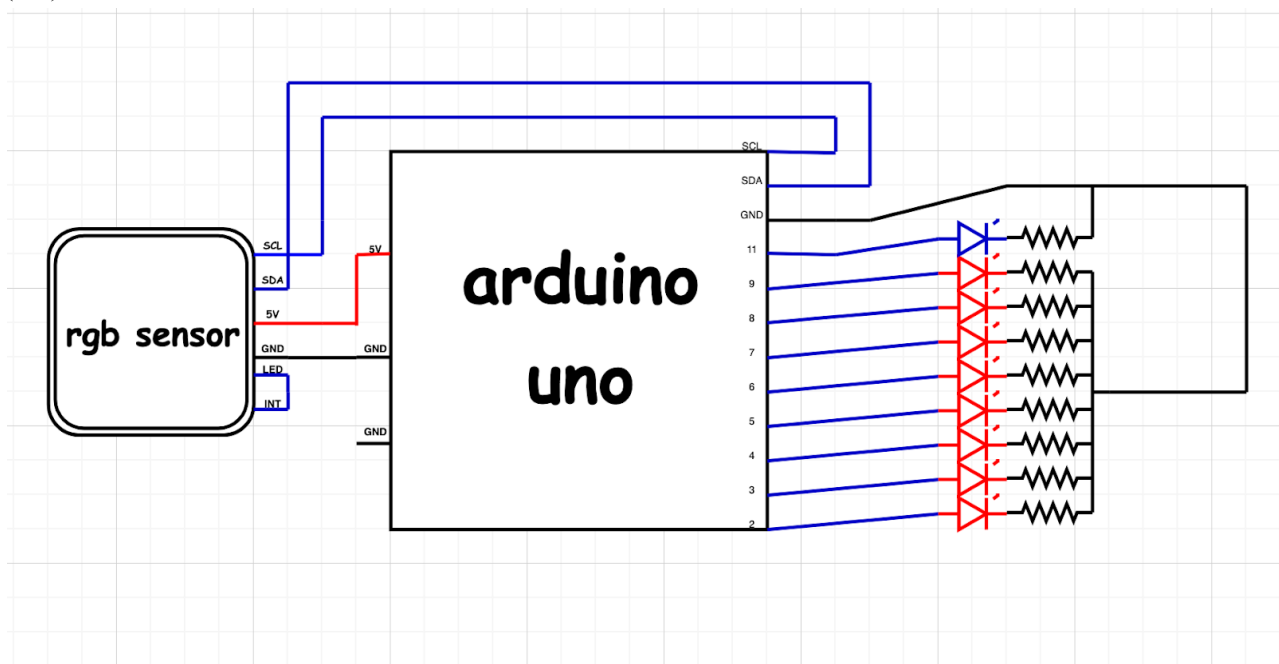 SCL
SDA
5V
GND
LED
INT
rgb sensor
5V
GND
GND
arduino
uno
SCL
SDA
GND
11
9
8
7
6
5
4
3
2